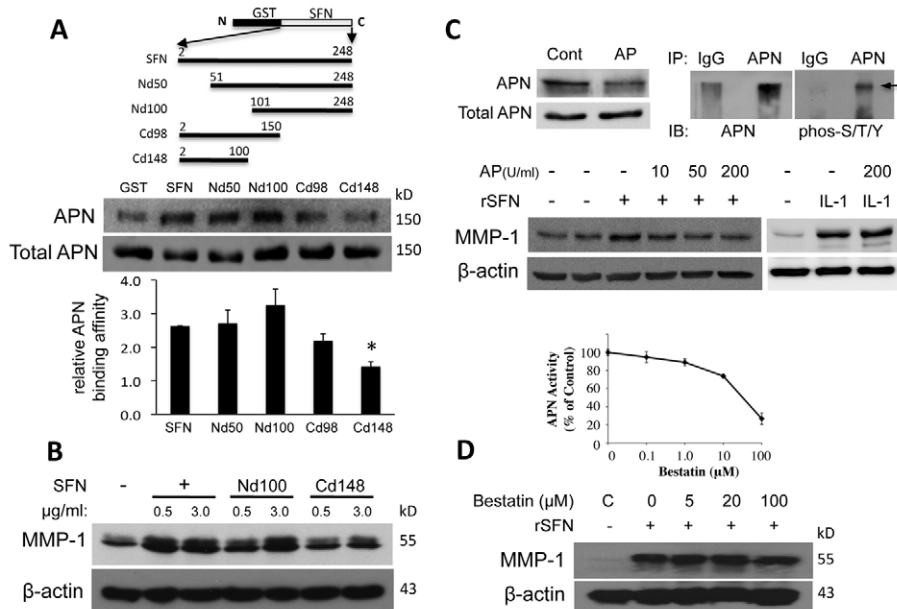 A
GST SFN
N C
2 248
SFN
51 248
Nd50
101 248
Nd100
2 150
Cd98
2 100
Cd148
GST SFN Nd50 Nd100 Cd98 Cd148 kD
APN 150
Total APN 150
relative APN
binding affinity
4.0
3.0
2.0
1.0
0.0
*
SFN Nd50 Nd100 Cd98 Cd148
B
SFN - + Nd100 Cd148
μg/ml: 0.5 3.0 0.5 3.0 0.5 3.0 kD
MMP-1 55
β-actin 43
C
Cont AP
APN
Total APN
IP: IgG APN IgG APN
IB: APN phos-S/T/Y
AP(U/ml) - - - 10 50 200 - - 200
rSFN - - + + + + - IL-1 IL-1
MMP-1
β-actin
APN Activity
(% of Control)
100
80
60
40
20
0
0 0.1 1.0 10 100
Bestatin (μM)
D
Bestatin (μM) C 0 5 20 100
rSFN - + + + + kD
MMP-1 55
β-actin 43